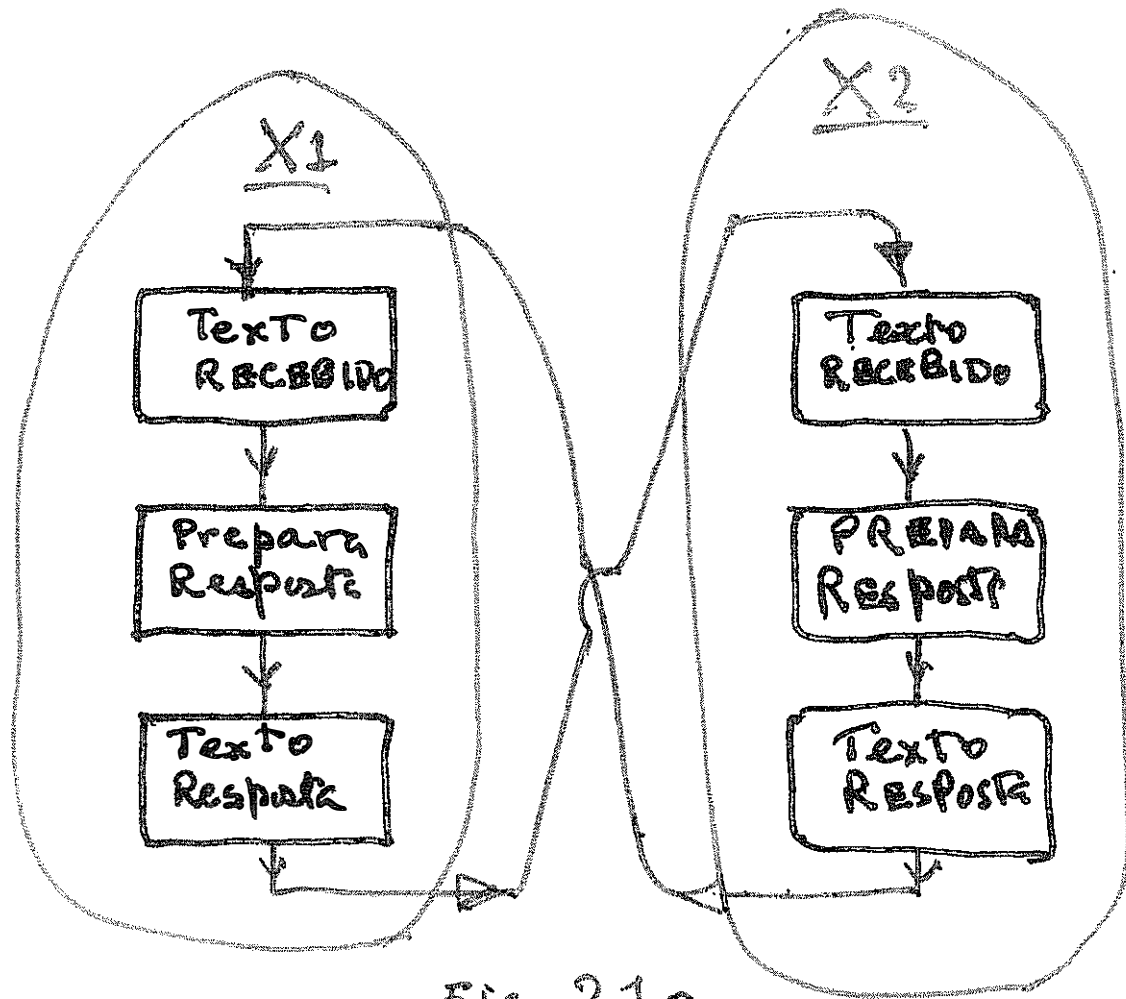 X1
Texto
RECEBIDO
Prepara
Resposta
Texto
Resposta
X2
Texto
RECEBIDO
PREPARA
Resposta
Texto
RESPOSTA
Fig. 2.1a